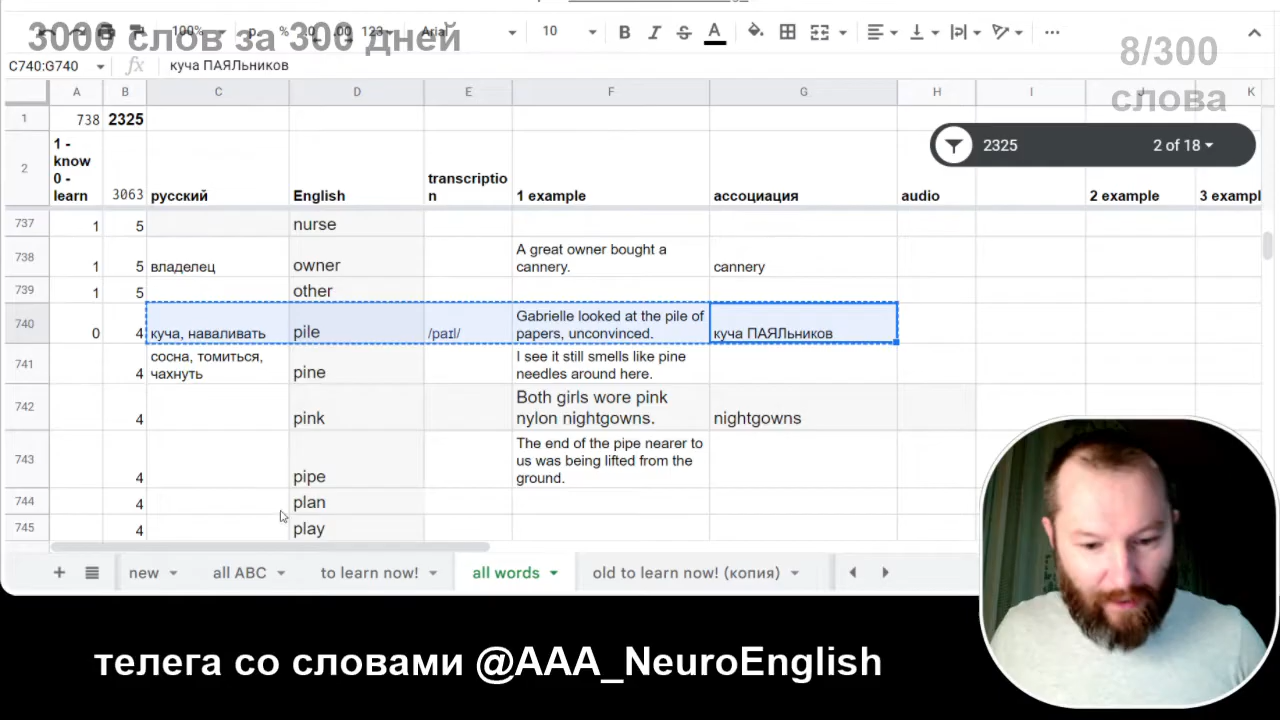 3000 слов за 300 дней
100% р. % .0 .00 123 Arial 10 B I S A
8/300
слова
C740:G740 fx куча ПАЯЛьников
A B C D E F G H I J K
1 738 2325
2325 2 of 18
2 1 - know 0 - learn 3063 русский English transcription 1 example ассоциация audio 2 example 3 exampl
737 1 5 nurse
738 1 5 владелец owner A great owner bought a cannery. cannery
739 1 5 other
740 0 4 куча, наваливать pile /paɪl/ Gabrielle looked at the pile of papers, unconvinced. куча ПАЯЛьников
741 4 сосна, томиться, чахнуть pine I see it still smells like pine needles around here.
742 4 pink Both girls wore pink nylon nightgowns. nightgowns
743 4 pipe The end of the pipe nearer to us was being lifted from the ground.
744 4 plan
745 4 play
new all ABC to learn now! all words old to learn now! (копия)
телега со словами @AAA_NeuroEnglish